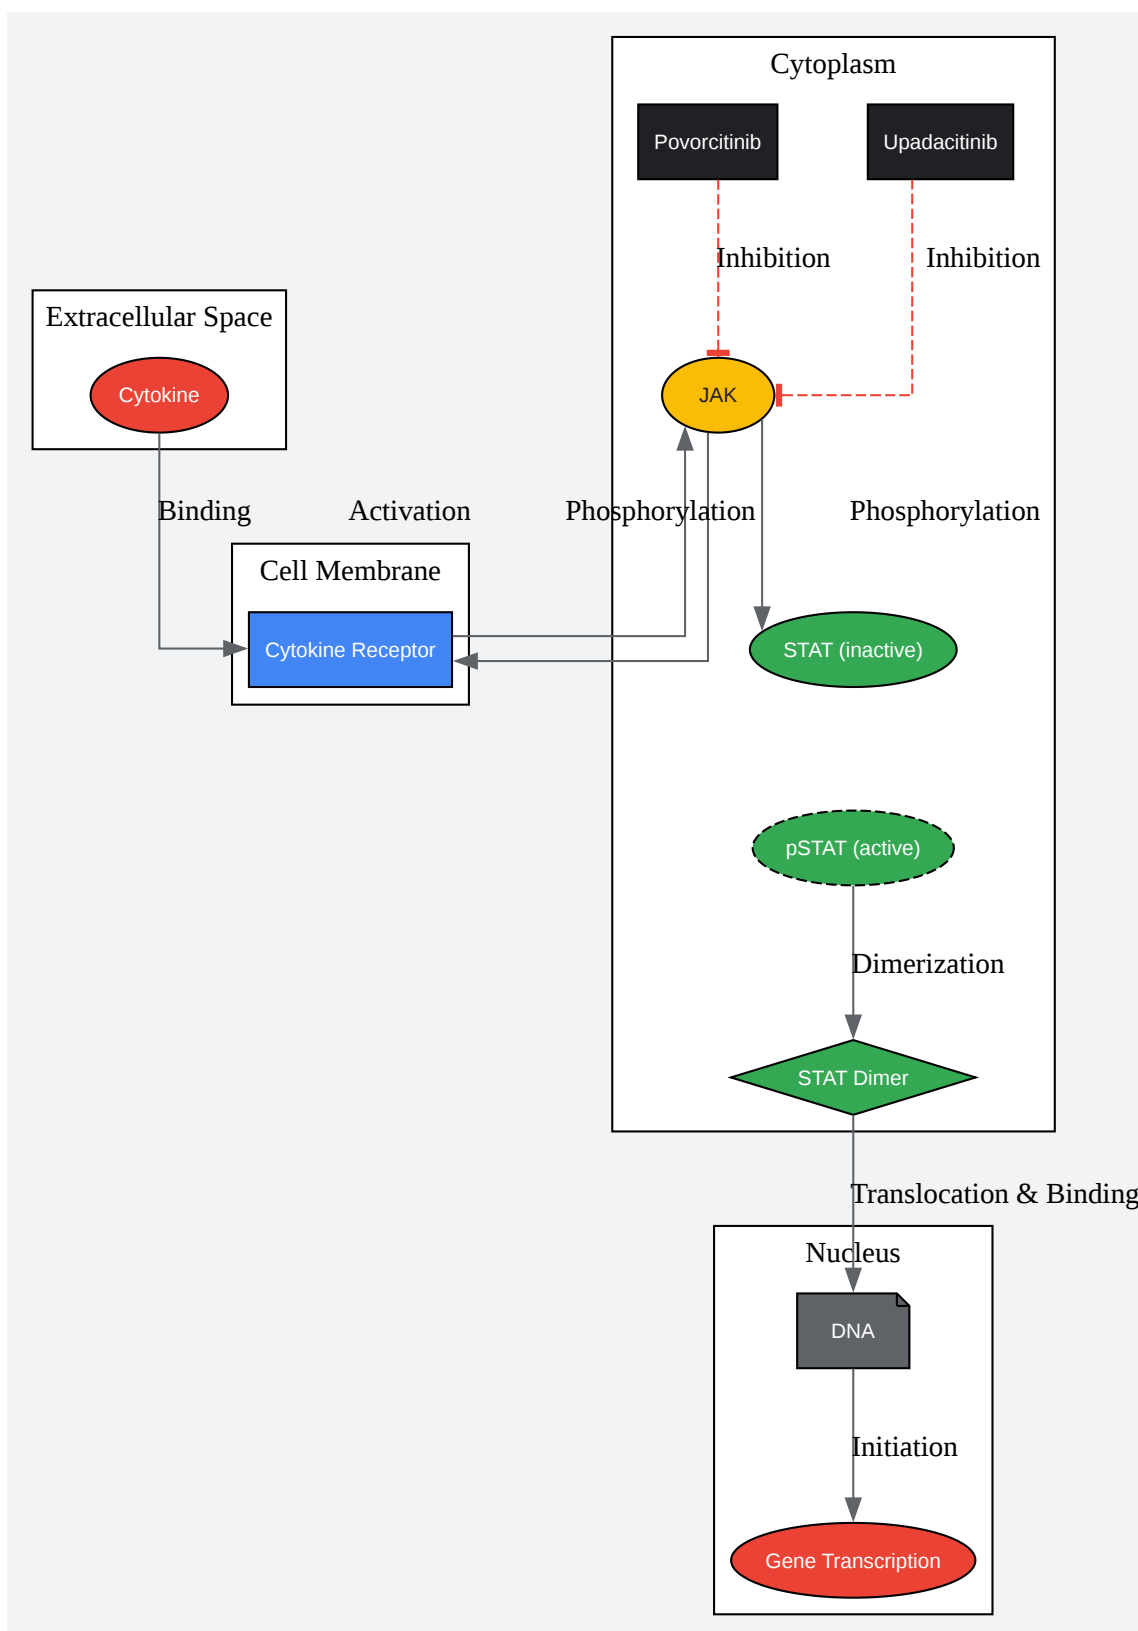 Cytoplasm
Povorcitinib
Upadacitinib
Inhibition
Inhibition
Extracellular Space
Cytokine
JAK
Binding
Activation
Phosphorylation
Phosphorylation
Cell Membrane
Cytokine Receptor
STAT (inactive)
pSTAT (active)
Dimerization
STAT Dimer
Translocation & Binding
Nucleus
DNA
Initiation
Gene Transcription